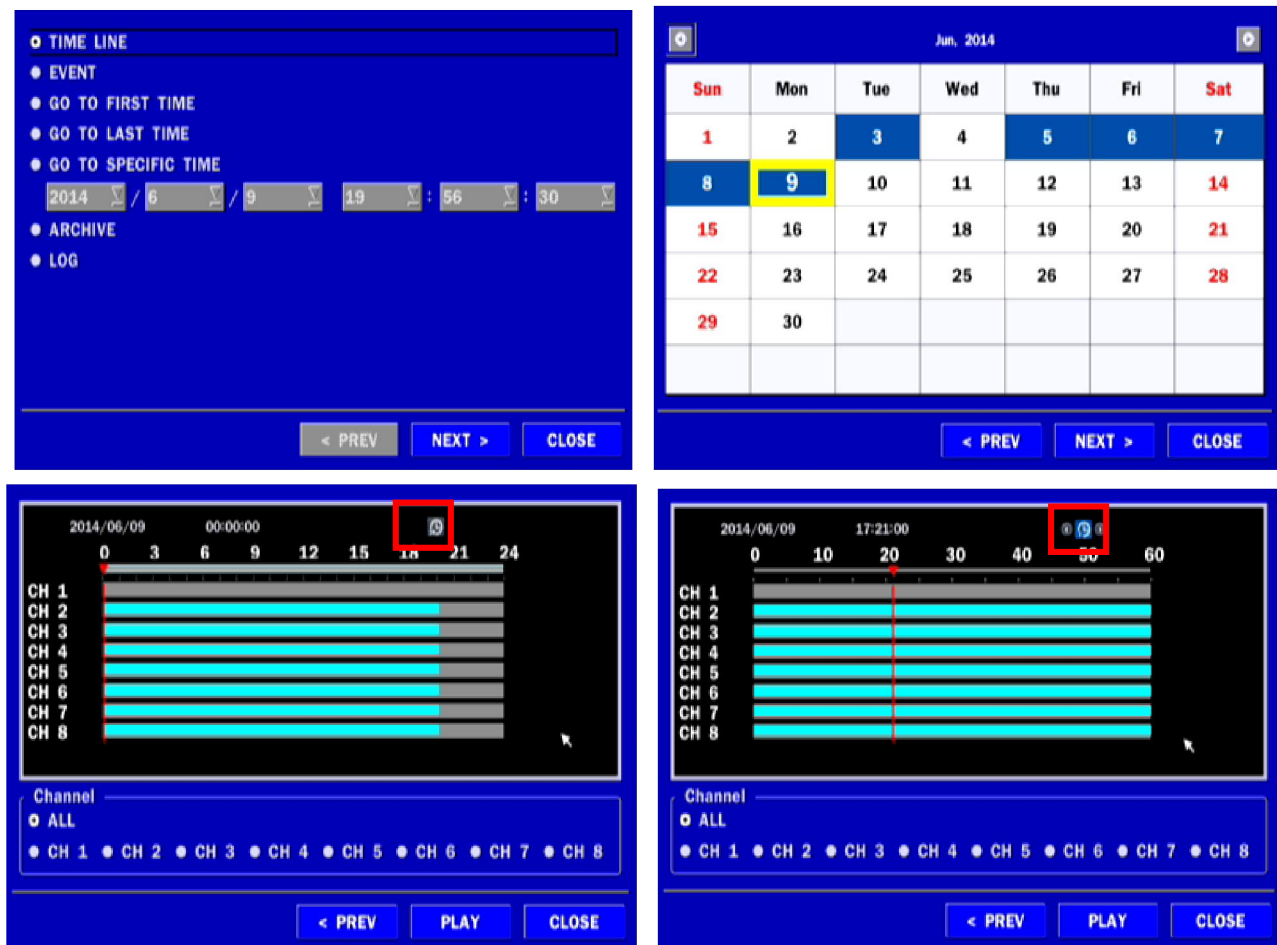 TIME LINE
EVENT
GO TO FIRST TIME
GO TO LAST TIME
GO TO SPECIFIC TIME
2014 / 6 / 9 19 : 56 : 30
ARCHIVE
LOG
< PREV NEXT > CLOSE
Jun, 2014
Sun Mon Tue Wed Thu Fri Sat
1 2 3 4 5 6 7
8 9 10 11 12 13 14
15 16 17 18 19 20 21
22 23 24 25 26 27 28
29 30
< PREV NEXT > CLOSE
2014/06/09 00:00:00
0 3 6 9 12 15 18 21 24
CH 1
CH 2
CH 3
CH 4
CH 5
CH 6
CH 7
CH 8
Channel
ALL
CH 1 CH 2 CH 3 CH 4 CH 5 CH 6 CH 7 CH 8
< PREV PLAY CLOSE
2014/06/09 17:21:00
0 10 20 30 40 50 60
CH 1
CH 2
CH 3
CH 4
CH 5
CH 6
CH 7
CH 8
Channel
ALL
CH 1 CH 2 CH 3 CH 4 CH 5 CH 6 CH 7 CH 8
< PREV PLAY CLOSE